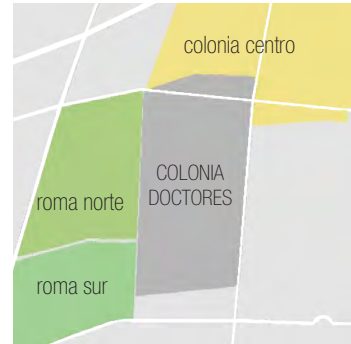 colonia centro
COLONIA
DOCTORES
roma norte
roma sur